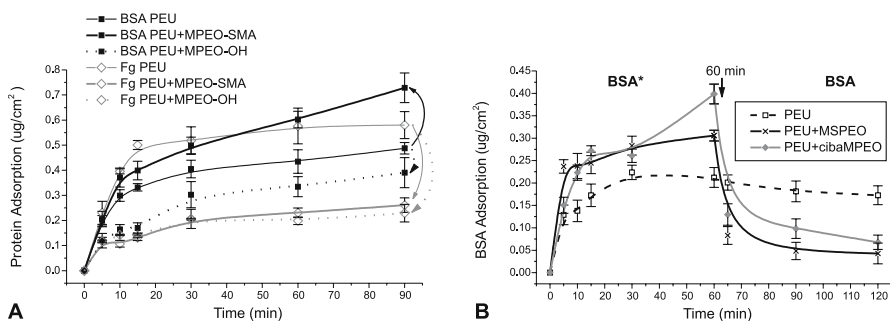 BSA PEU
BSA PEU+MPEO-SMA
BSA PEU+MPEO-OH
Fg PEU
Fg PEU+MPEO-SMA
Fg PEU+MPEO-OH
0.8
0.7
0.6
0.5
0.4
0.3
0.2
0.1
0.0
Protein Adsorption (ug/cm²)
0 10 20 30 40 50 60 70 80 90
Time (min)
A
BSA*
60 min
BSA
PEU
PEU+MSPEO
PEU+cibaMPEO
0.45
0.40
0.35
0.30
0.25
0.20
0.15
0.10
0.05
0.00
BSA Adsorption (ug/cm²)
0 10 20 30 40 50 60 70 80 90 100 110 120
Time (min)
B